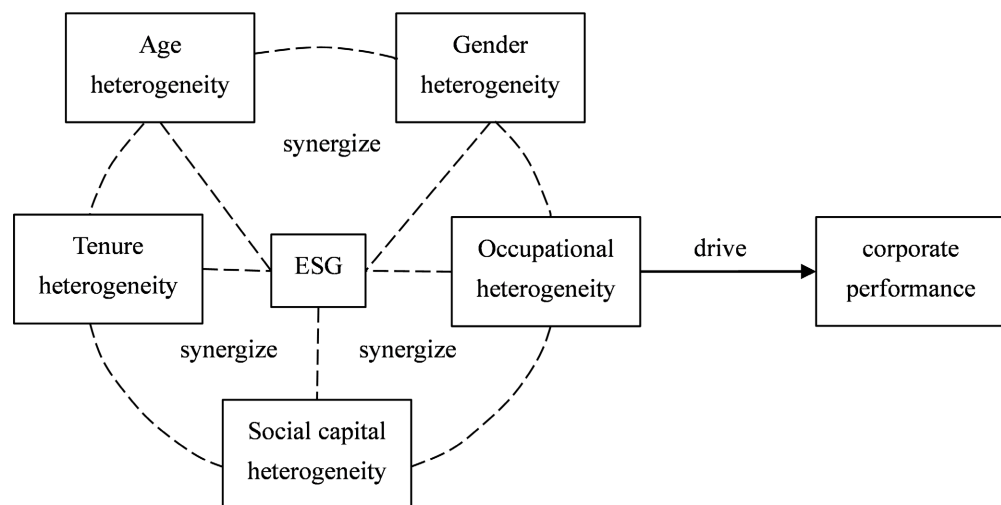 Age
heterogeneity
Gender
heterogeneity
synergize
Tenure
heterogeneity
ESG
Occupational
heterogeneity
drive
corporate
performance
synergize
synergize
Social capital
heterogeneity